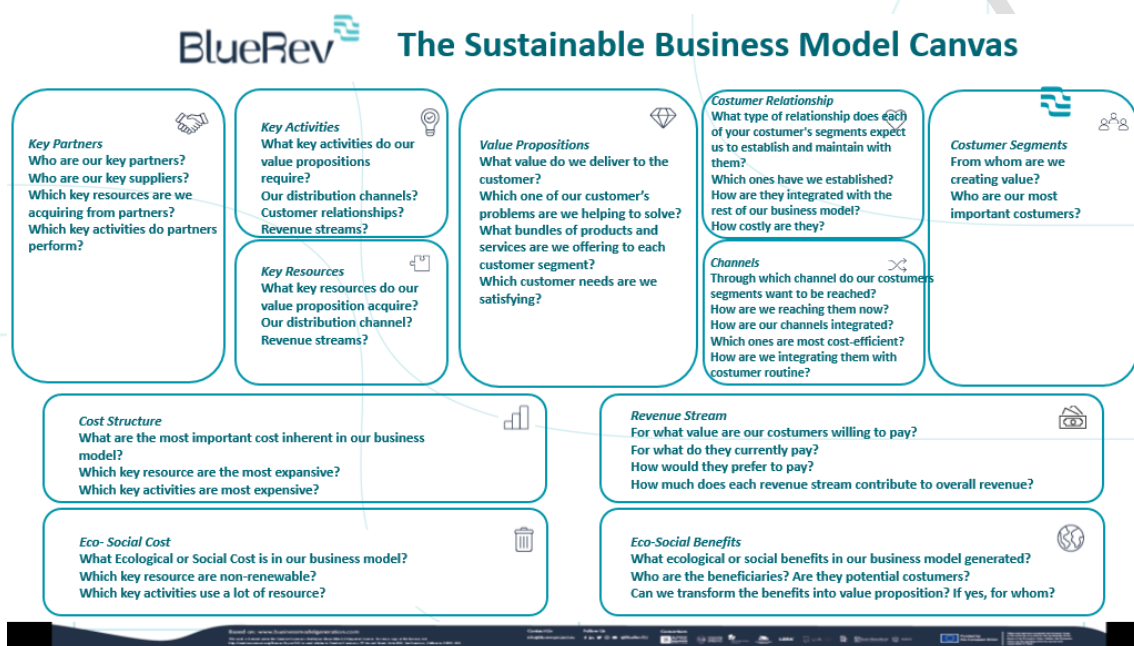 BlueRev
The Sustainable Business Model Canvas
Key Partners
Who are our key partners?
Who are our key suppliers?
Which key resources are we
acquiring from partners?
Which key activities do partners
perform?
Key Activities
What key activities do our
value propositions
require?
Our distribution channels?
Customer relationships?
Revenue streams?
Key Resources
What key resources do our
value proposition acquire?
Our distribution channel?
Revenue streams?
Value Propositions
What value do we deliver to the
customer?
Which one of our customer's
problems are we helping to solve?
What bundles of products and
services are we offering to each
customer segment?
Which customer needs are we
satisfying?
Costumer Relationship
What type of relationship does each
of your costumer's segments expect
us to establish and maintain with
them?
Which ones have we established?
How are they integrated with the
rest of our business model?
How costly are they?
Channels
Through which channel do our costumers
segments want to be reached?
How are we reaching them now?
How are our channels integrated?
Which ones are most cost-efficient?
How are we integrating them with
costumer routine?
Costumer Segments
From whom are we
creating value?
Who are our most
important costumers?
Cost Structure
What are the most important cost inherent in our business
model?
Which key resource are the most expansive?
Which key activities are most expensive?
Revenue Stream
For what value are our costumers willing to pay?
For what do they currently pay?
How would they prefer to pay?
How much does each revenue stream contribute to overall revenue?
Eco- Social Cost
What Ecological or Social Cost is in our business model?
Which key resource are non-renewable?
Which key activities use a lot of resource?
Eco-Social Benefits
What ecological or social benefits in our business model generated?
Who are the beneficiaries? Are they potential costumers?
Can we transform the benefits into value proposition? If yes, for whom?
Based on: www.businessmodelgeneration.com
Contact Us
Follow Us